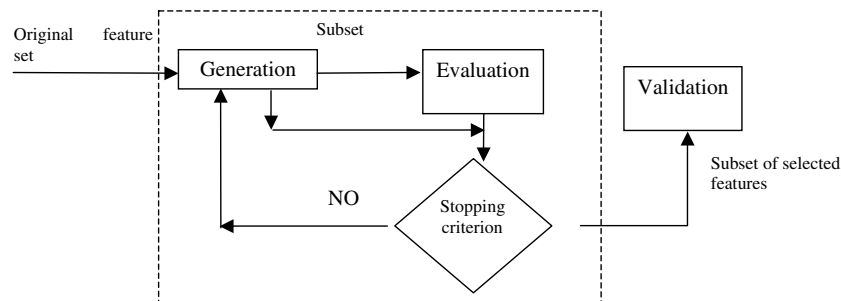 Original feature
set
Subset
Generation
Evaluation
Validation
Subset of selected
features
NO
Stopping
criterion